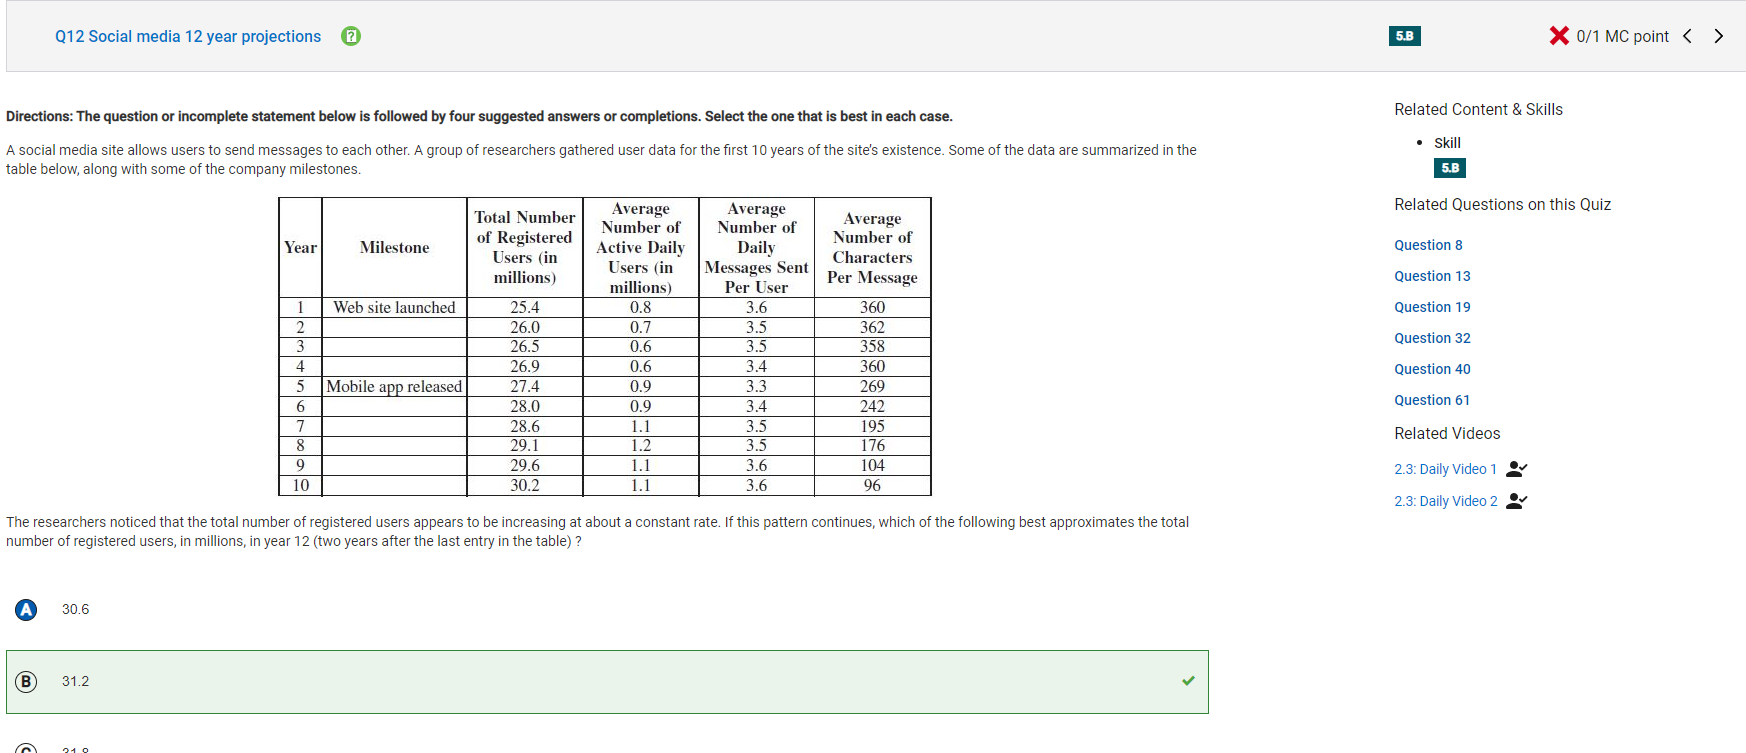 Q12 Social media 12 year projections
5.B
0/1 MC point
Directions: The question or incomplete statement below is followed by four suggested answers or completions. Select the one that is best in each case.
A social media site allows users to send messages to each other. A group of researchers gathered user data for the first 10 years of the site's existence. Some of the data are summarized in the
table below, along with some of the company milestones.
Year Milestone Total Number of Registered Users (in millions) Average Number of Active Daily Users (in millions) Average Number of Daily Messages Sent Per User Average Number of Characters Per Message
1 Web site launched 25.4 0.8 3.6 360
2 26.0 0.7 3.5 362
3 26.5 0.6 3.5 358
4 26.9 0.6 3.4 360
5 Mobile app released 27.4 0.9 3.3 269
6 28.0 0.9 3.4 242
7 28.6 1.1 3.5 195
8 29.1 1.2 3.5 176
9 29.6 1.1 3.6 104
10 30.2 1.1 3.6 96
The researchers noticed that the total number of registered users appears to be increasing at about a constant rate. If this pattern continues, which of the following best approximates the total
number of registered users, in millions, in year 12 (two years after the last entry in the table) ?
A 30.6
B 31.2
C 31.8
Related Content & Skills
Skill
5.B
Related Questions on this Quiz
Question 8
Question 13
Question 19
Question 32
Question 40
Question 61
Related Videos
2.3: Daily Video 1
2.3: Daily Video 2